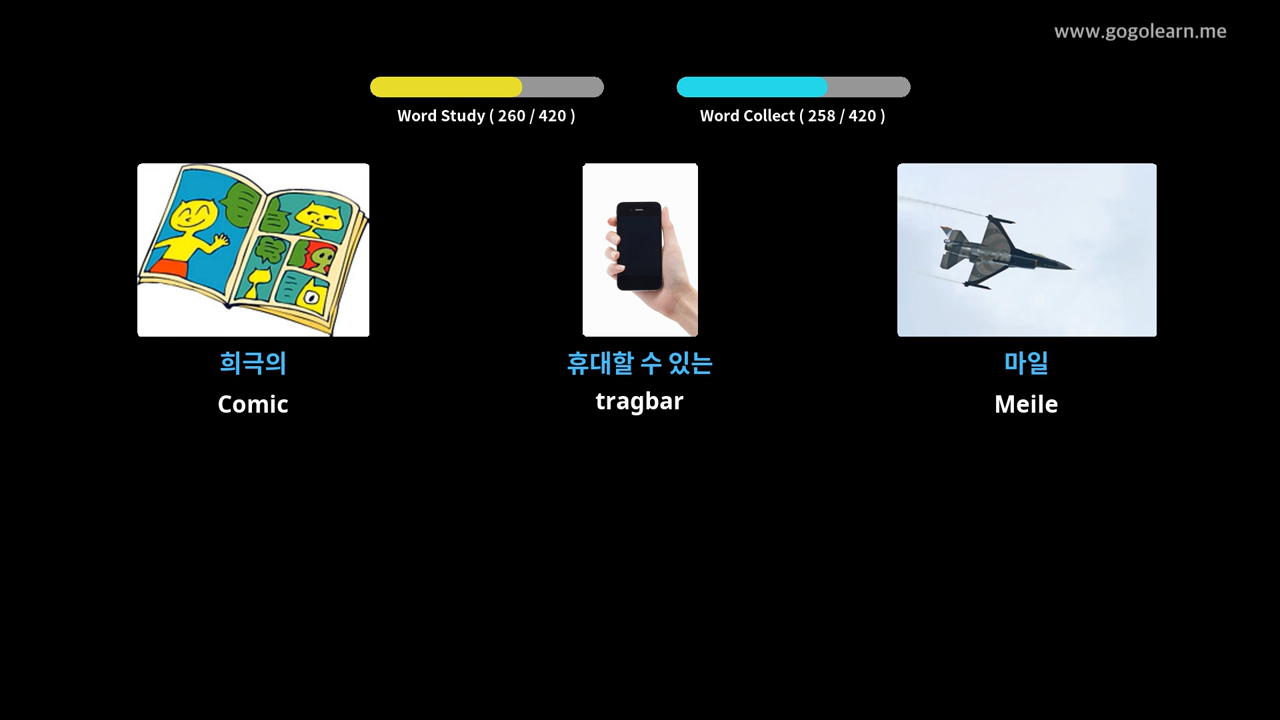 www.gogolearn.me
Word Study ( 260 / 420 )
Word Collect ( 258 / 420 )
희극의
휴대할 수 있는
마일
Comic
tragbar
Meile